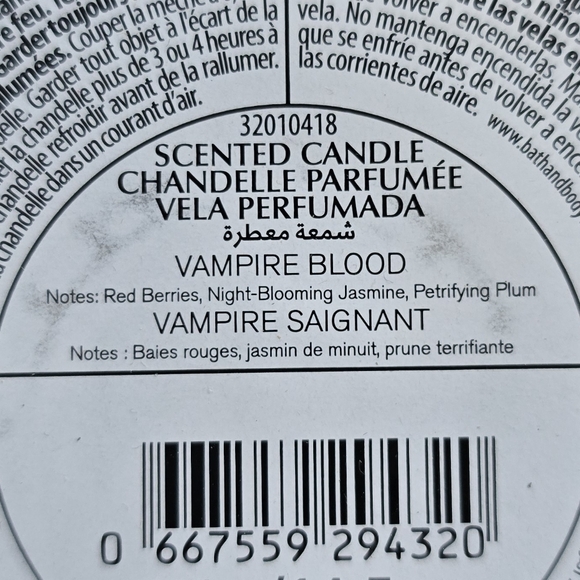 e feu. 
Garder toujours
allumées. Couper la mèche à
Garder tout objet à l'écart de la
la chandelle plus de 3 ou 4 heures à
chandelle refroidir avant de la rallumer.
chandelle dans un courant d'air.
volver a encenderlas.
vela. No mantenga encendida la
que se enfríe antes de volver a
las corrientes de aire. www.bathandbody
32010418
SCENTED CANDLE
CHANDELLE PARFUMÉE
VELA PERFUMADA
شمعة معطرة
VAMPIRE BLOOD
Notes: Red Berries, Night-Blooming Jasmine, Petrifying Plum
VAMPIRE SAIGNANT
Notes : Baies rouges, jasmin de minuit, prune terrifiante
0 667559 294320